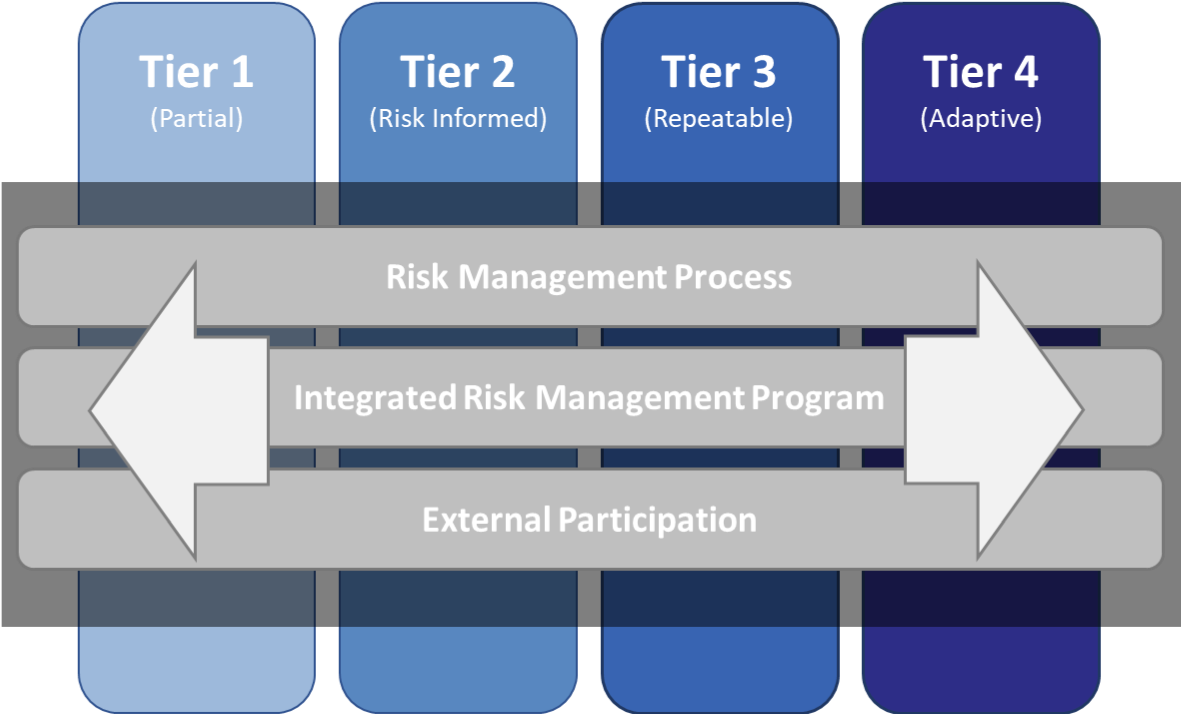 Tier 1
(Partial)
Tier 2
(Risk Informed)
Tier 3
(Repeatable)
Tier 4
(Adaptive)
Risk Management Process
Integrated Risk Management Program
External Participation